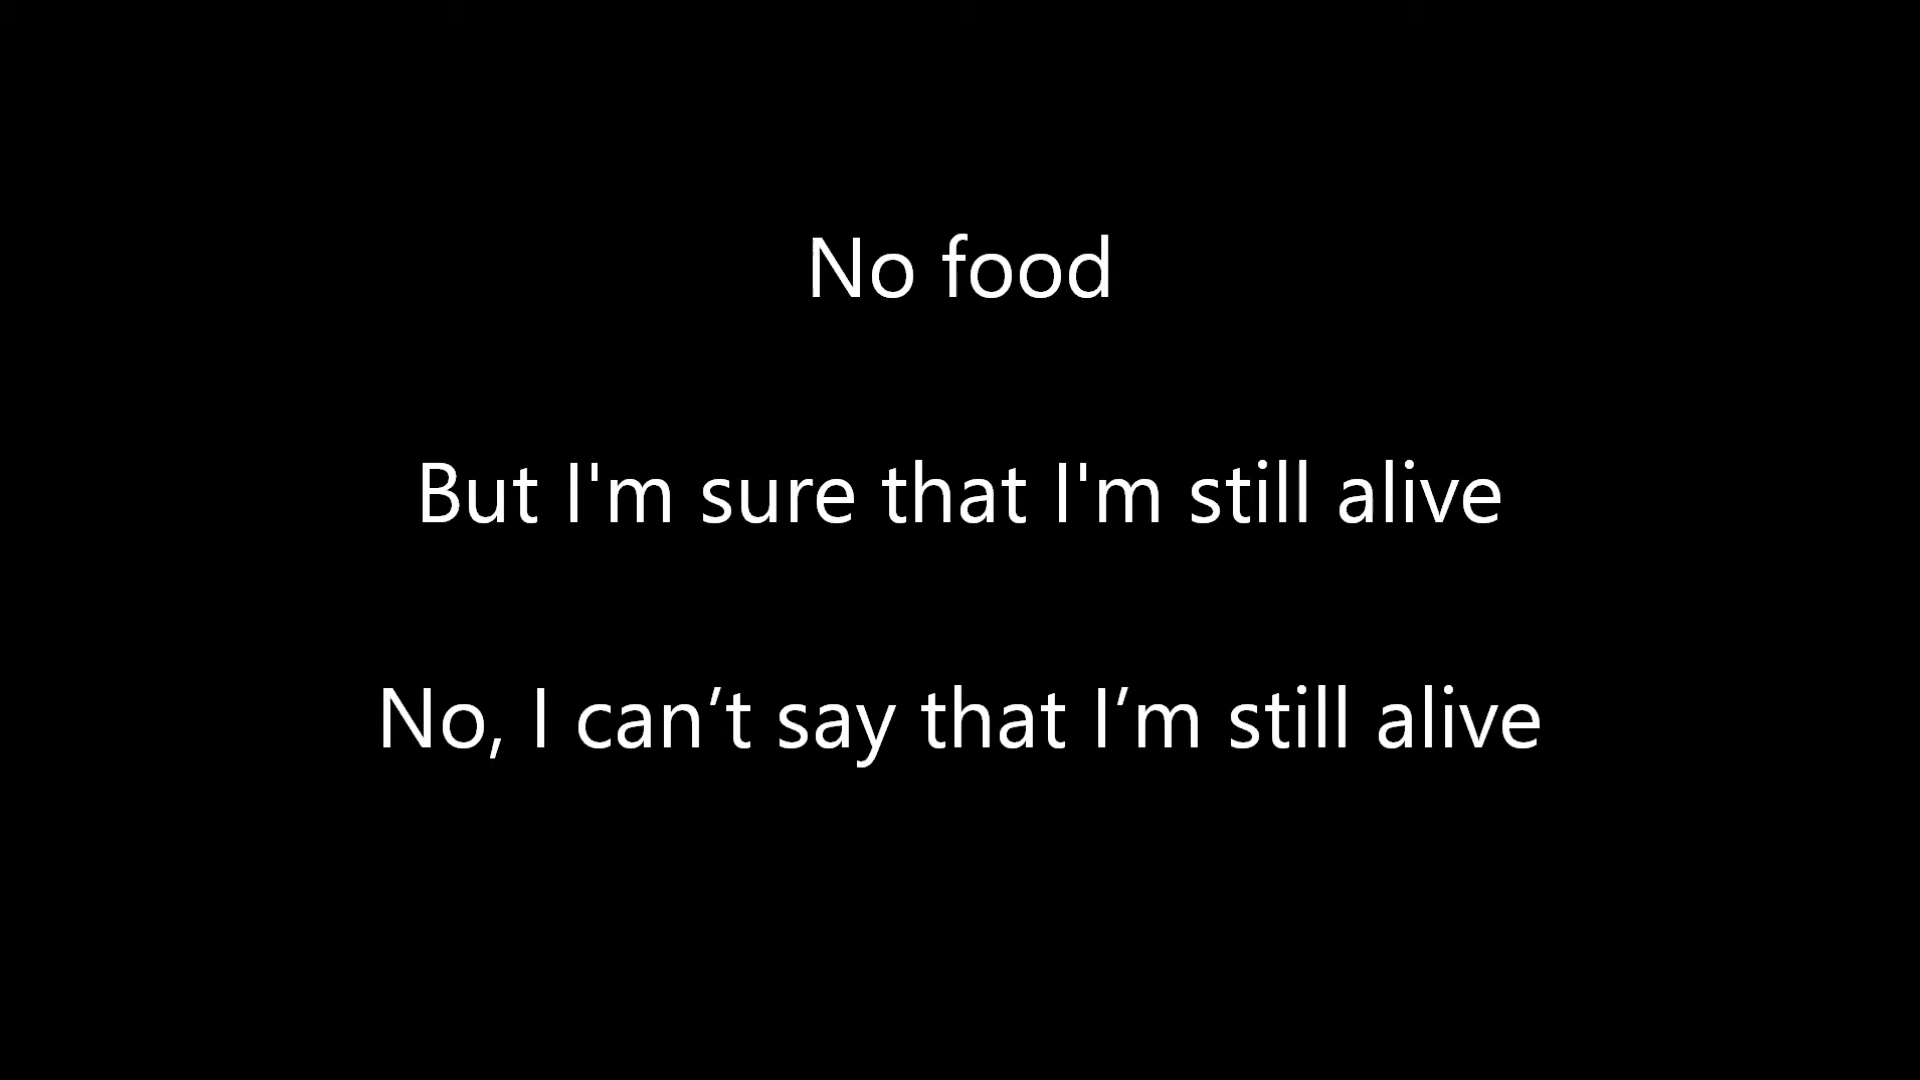 No food
But I'm sure that I'm still alive
No, I can’t say that I’m still alive